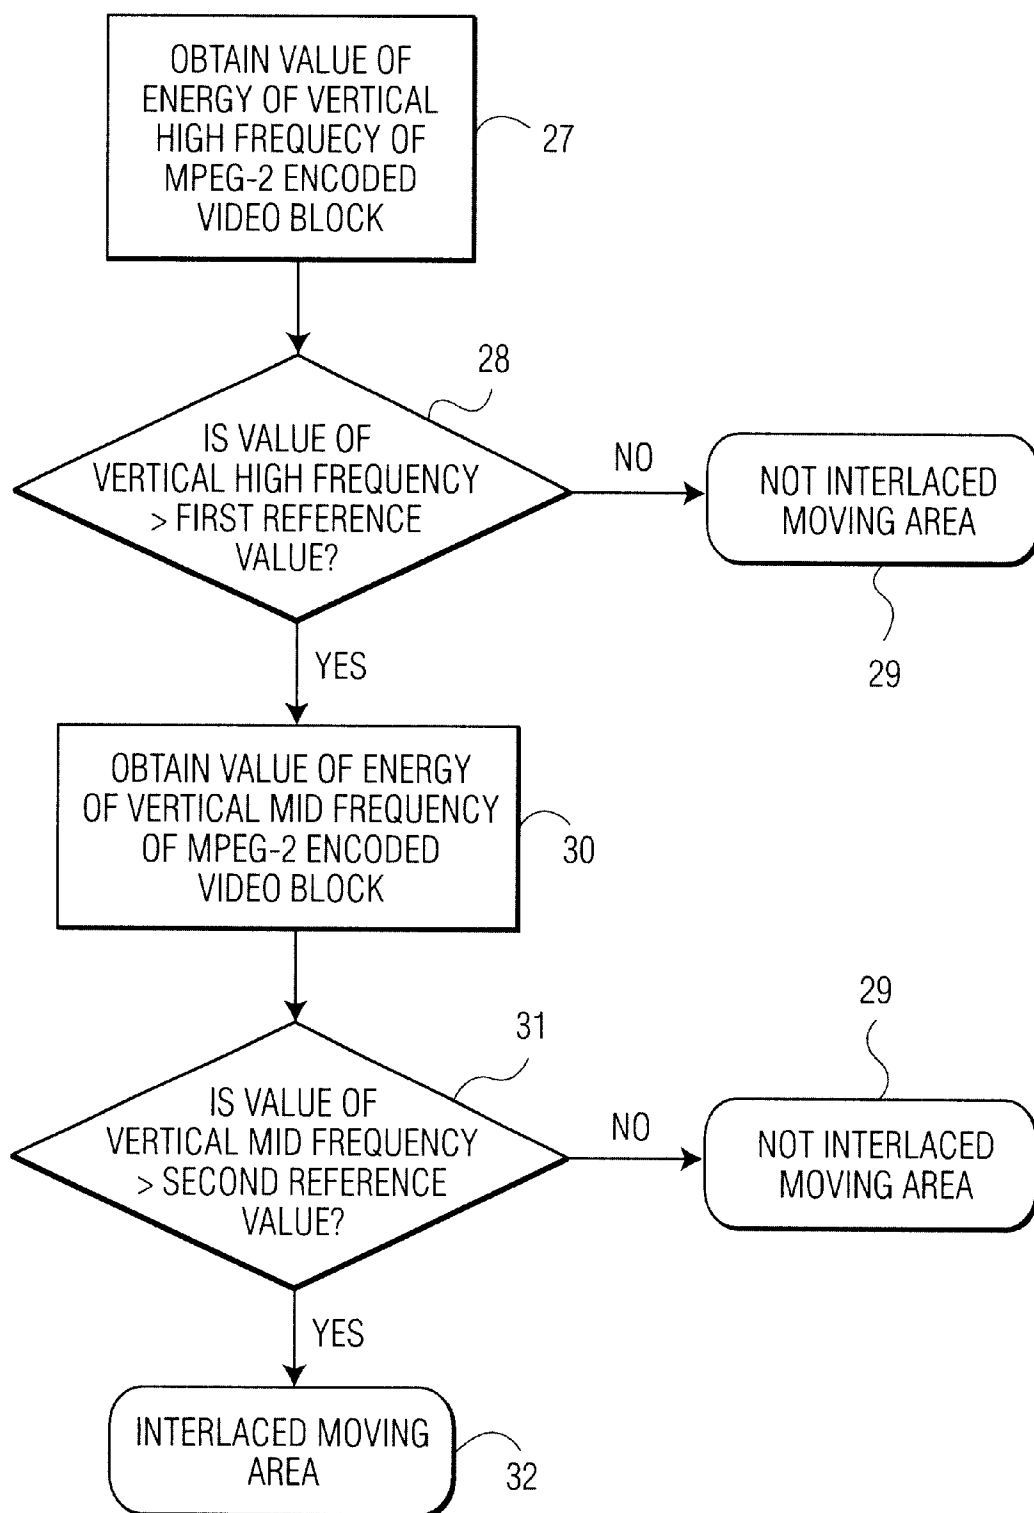 OBTAIN VALUE OF
ENERGY OF VERTICAL
HIGH FREQUECY OF
MPEG-2 ENCODED
VIDEO BLOCK
27
28
IS VALUE OF
VERTICAL HIGH FREQUENCY
> FIRST REFERENCE
VALUE?
NO
NOT INTERLACED
MOVING AREA
29
YES
OBTAIN VALUE OF ENERGY
OF VERTICAL MID FREQUENCY
OF MPEG-2 ENCODED
VIDEO BLOCK
30
31
IS VALUE OF
VERTICAL MID FREQUENCY
> SECOND REFERENCE
VALUE?
NO
29
NOT INTERLACED
MOVING AREA
YES
INTERLACED MOVING
AREA
32